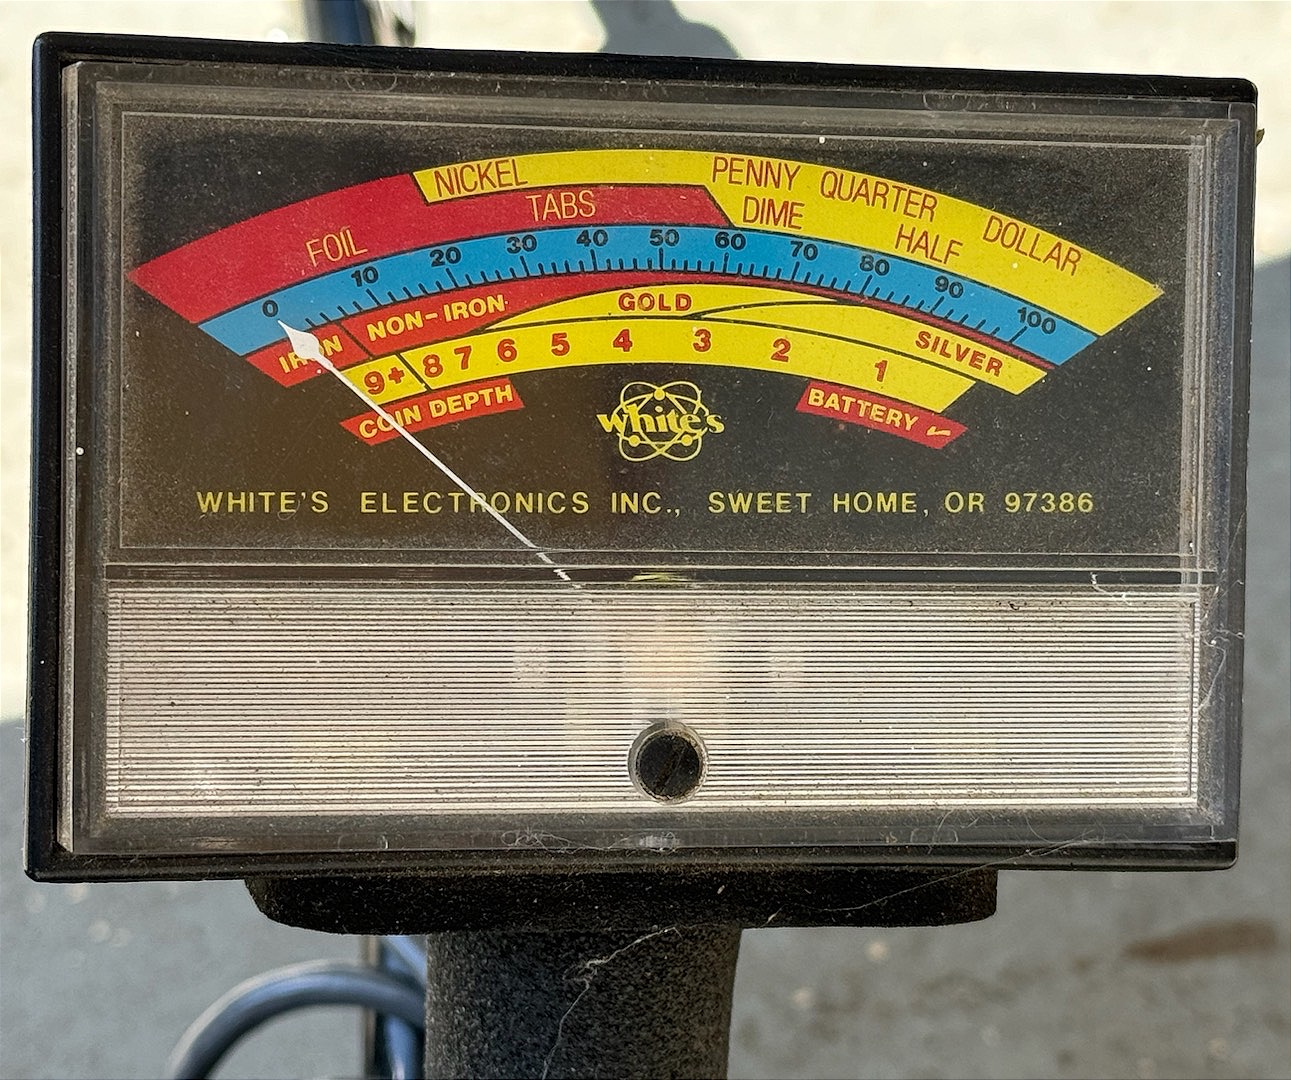 NICKEL PENNY QUARTER DOLLAR
FOIL TABS DIME HALF
0 10 20 30 40 50 60 70 80 90 100
IRON NON-IRON GOLD SILVER
9+ 8 7 6 5 4 3 2 1
COIN DEPTH BATTERY
white's
WHITE'S ELECTRONICS INC., SWEET HOME, OR 97386